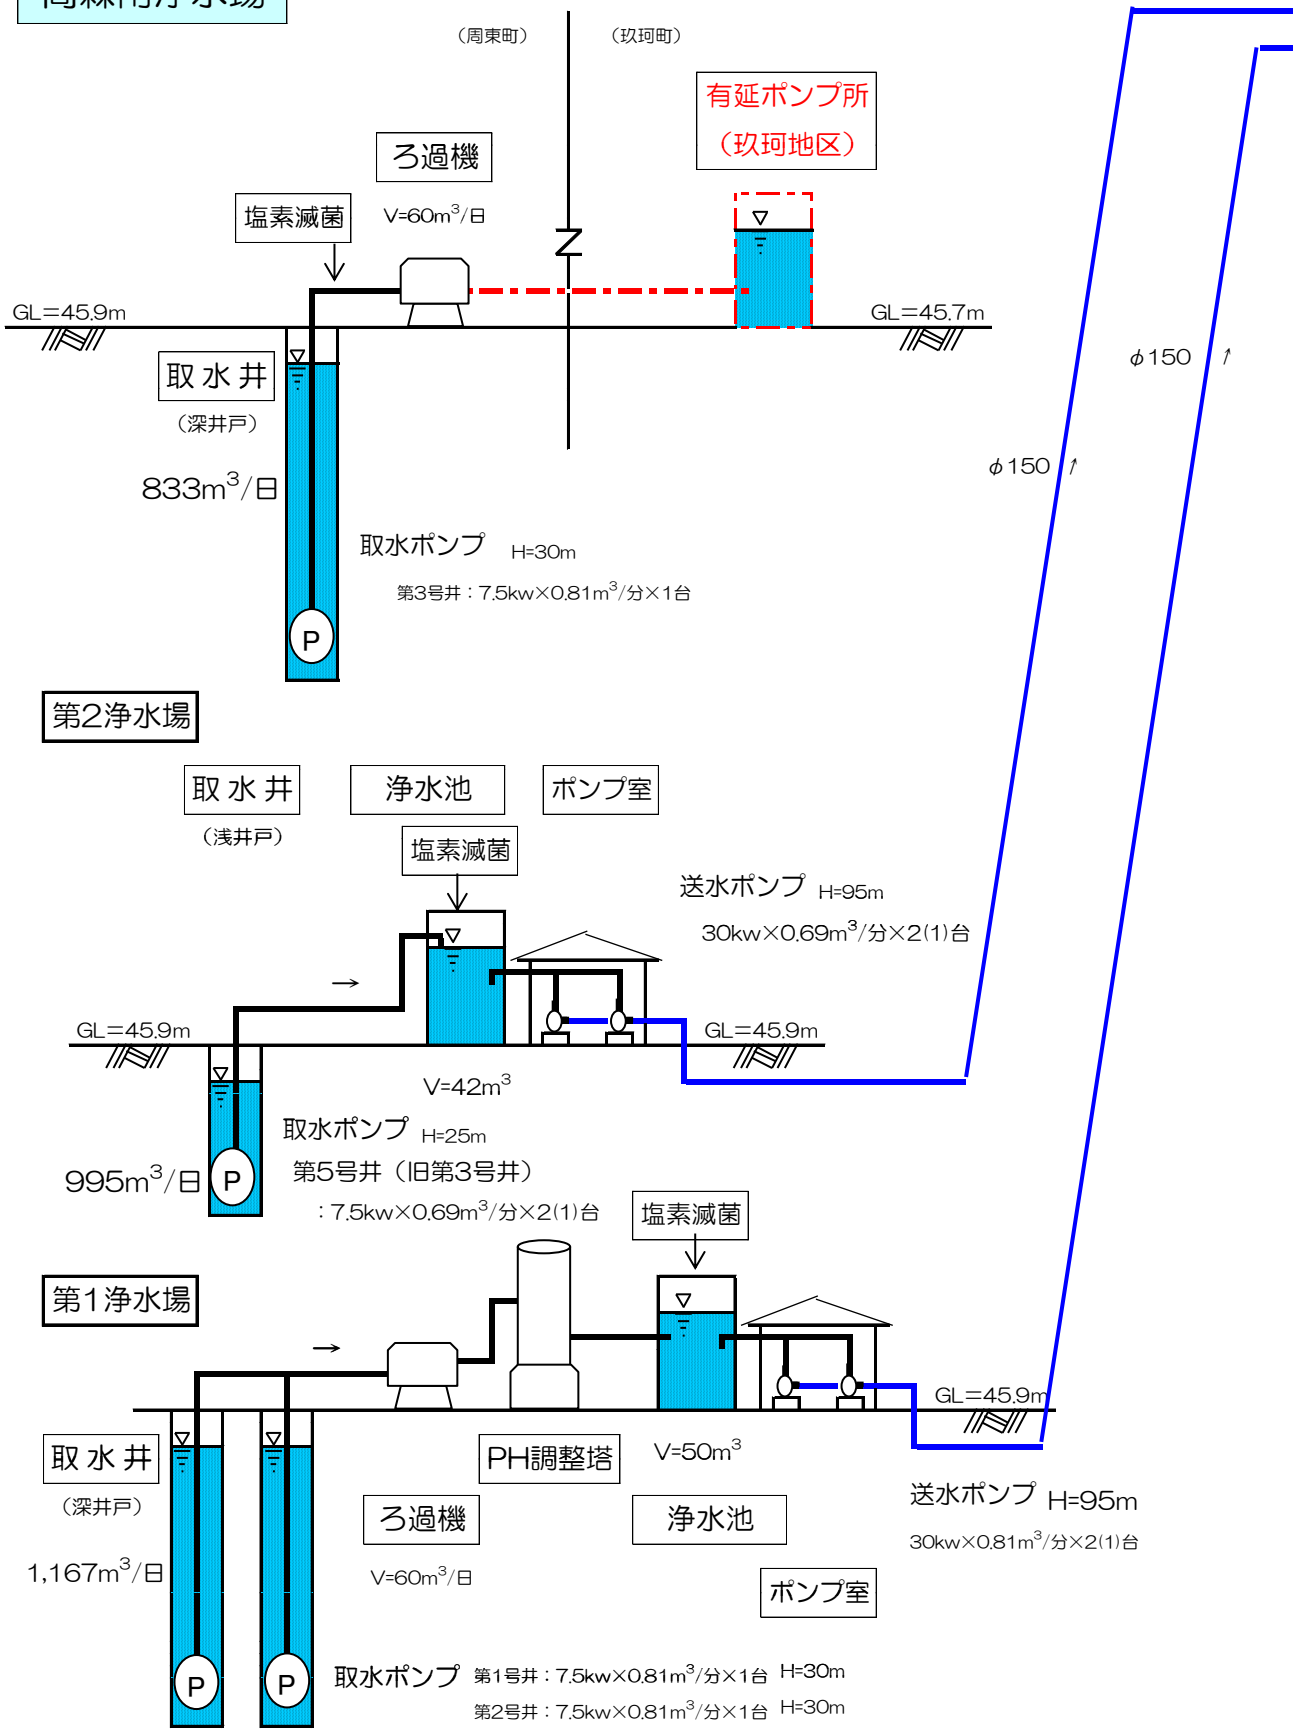 高森南浄水場
（周東町）
（玖珂町）
有延ポンプ所
（玖珂地区）
ろ過機
V=60m³/日
塩素滅菌
GL=45.9m
GL=45.7m
取水井
（深井戸）
833m³/日
φ150 ↑
φ150 ↑
取水ポンプ H=30m
第3号井：7.5kw×0.81m³/分×1台
P
第2浄水場
取水井
（浅井戸）
浄水池
ポンプ室
塩素滅菌
送水ポンプ H=95m
30kw×0.69m³/分×2(1)台
→
GL=45.9m
GL=45.9m
V=42m³
取水ポンプ H=25m
第5号井（旧第3号井）
：7.5kw×0.69m³/分×2(1)台
995m³/日
P
塩素滅菌
第1浄水場
→
GL=45.9m
取水井
（深井戸）
1,167m³/日
PH調整塔
V=50m³
ろ過機
V=60m³/日
浄水池
送水ポンプ H=95m
30kw×0.81m³/分×2(1)台
ポンプ室
P
P
取水ポンプ 第1号井：7.5kw×0.81m³/分×1台 H=30m
第2号井：7.5kw×0.81m³/分×1台 H=30m